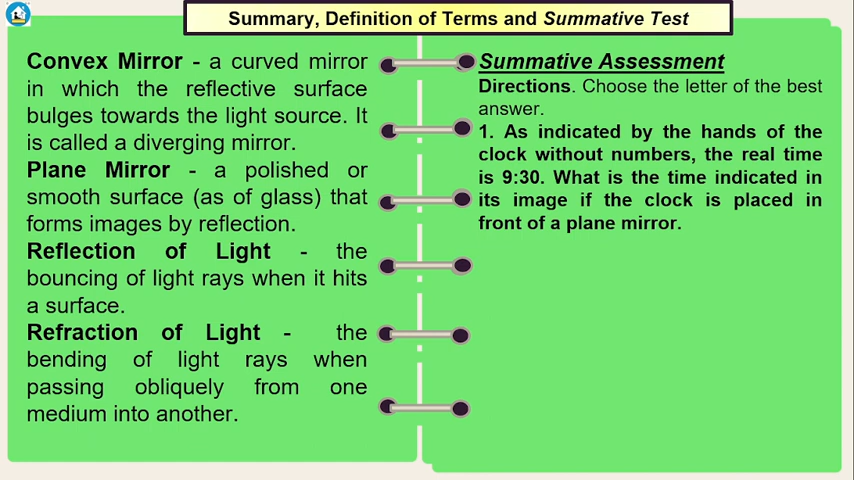 Summary, Definition of Terms and Summative Test
Convex Mirror - a curved mirror
in which the reflective surface
bulges towards the light source. It
is called a diverging mirror.
Plane Mirror - a polished or
smooth surface (as of glass) that
forms images by reflection.
Reflection of Light - the
bouncing of light rays when it hits
a surface.
Refraction of Light - the
bending of light rays when
passing obliquely from one
medium into another.
Summative Assessment
Directions. Choose the letter of the best
answer.
1. As indicated by the hands of the
clock without numbers, the real time
is 9:30. What is the time indicated in
its image if the clock is placed in
front of a plane mirror.